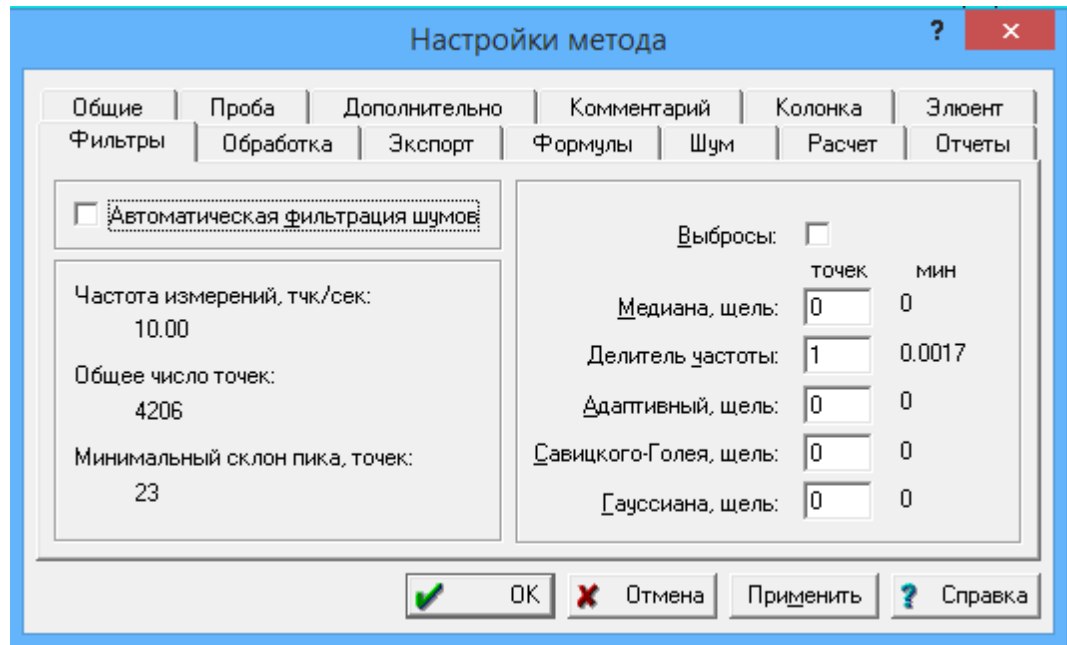 Настройки метода
?
Общие Проба Дополнительно Комментарий Колонка Элюент
Фильтры Обработка Экспорт Формулы Шум Расчет Отчеты
Автоматическая фильтрация шумов
Частота измерений, тчк/сек:
10.00
Общее число точек:
4206
Минимальный склон пика, точек:
23
Выбросы:
точек мин
Медиана, щель: 0 0
Делитель частоты: 1 0.0017
Адаптивный, щель: 0 0
Савицкого-Голея, щель: 0 0
Гауссиана, щель: 0 0
OK Отмена Применить ? Справка